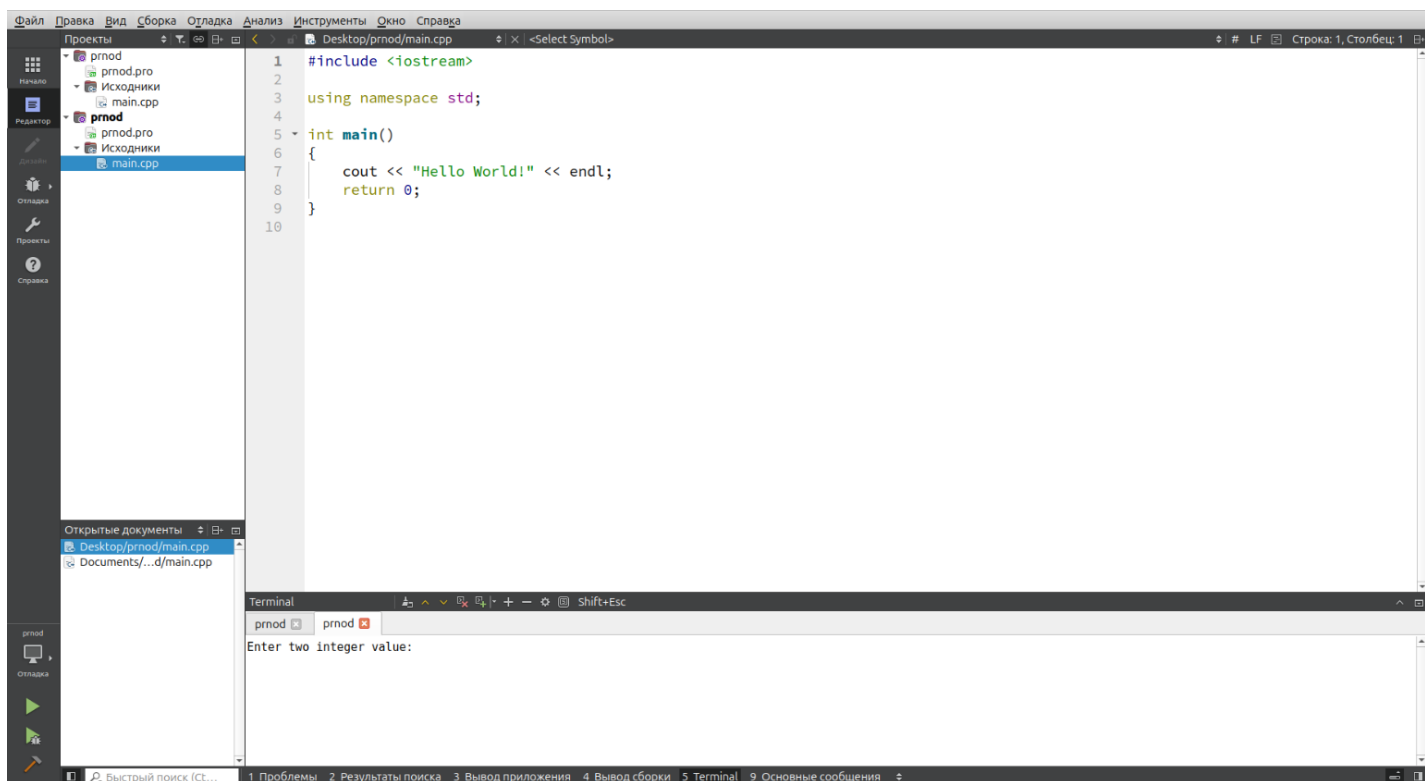 Файл Правка Вид Сборка Отладка Анализ Инструменты Окно Справка
Проекты
Desktop/prnod/main.cpp
<Select Symbol>
# LF Строка: 1, Столбец: 1
Начало
Редактор
Дизайн
Отладка
Проекты
Справка
prnod
prnod.pro
Исходники
main.cpp
prnod
prnod.pro
Исходники
main.cpp
1 #include <iostream>
2
3 using namespace std;
4
5 int main()
6 {
7 cout << "Hello World!" << endl;
8 return 0;
9 }
10
Открытые документы
Desktop/prnod/main.cpp
Documents/...d/main.cpp
Terminal Shift+Esc
prnod prnod
Enter two integer value:
prnod
Отладка
Быстрый поиск (Ct...
1 Проблемы 2 Результаты поиска 3 Вывод приложения 4 Вывод сборки 5 Terminal 9 Основные сообщения